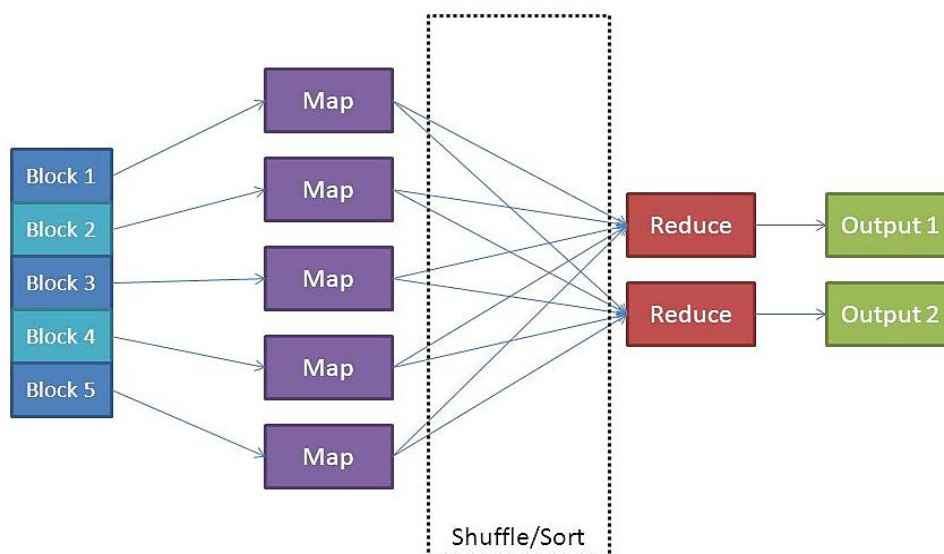 Block 1
Block 2
Block 3
Block 4
Block 5
Map
Map
Map
Map
Map
Shuffle/Sort
Reduce
Reduce
Output 1
Output 2